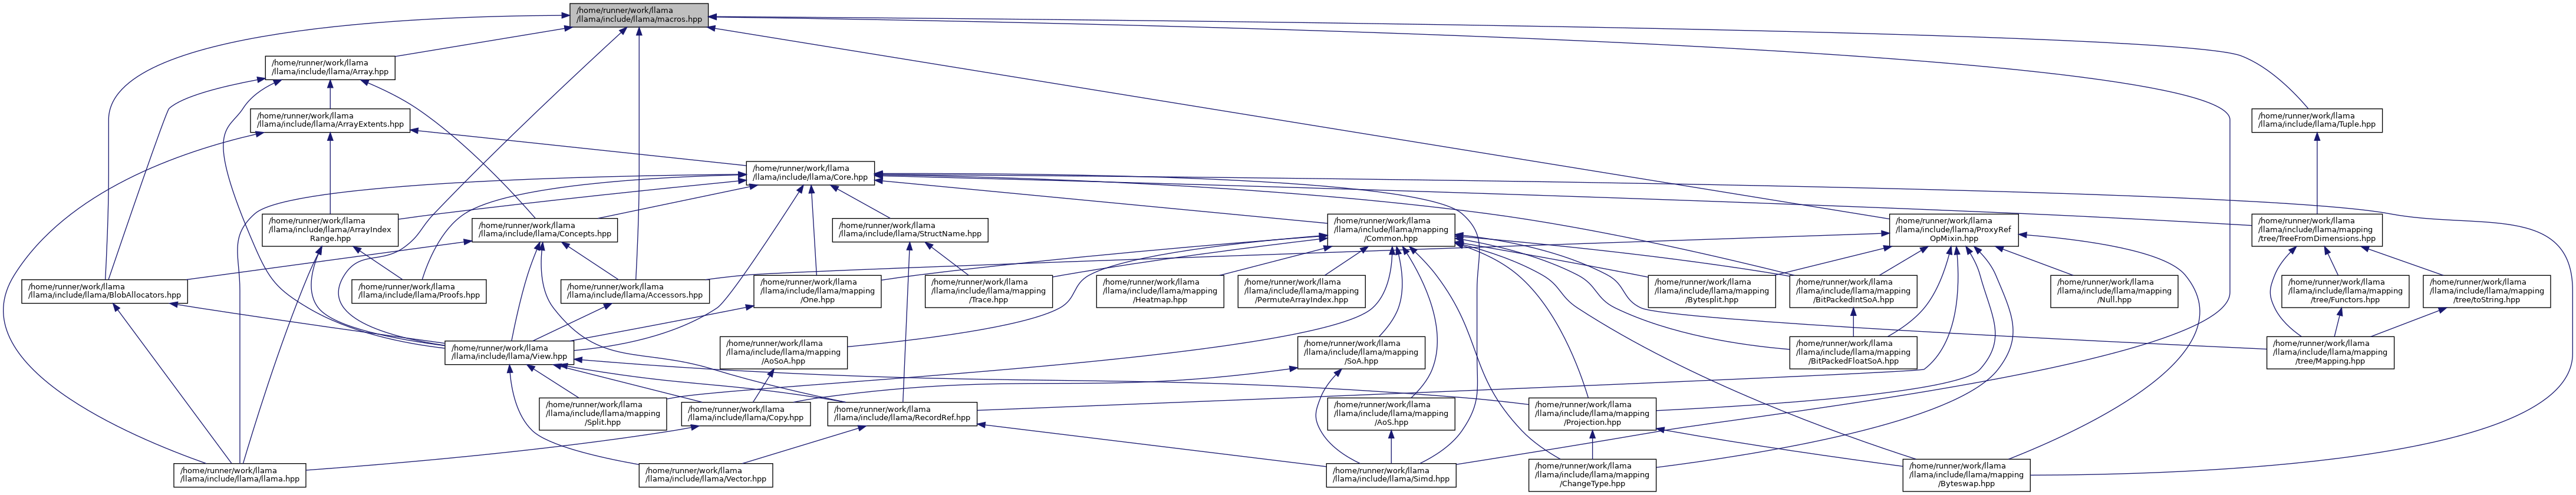 /home/runner/work/llama
/llama/include/llama/macros.hpp
/home/runner/work/llama
/llama/include/llama/Array.hpp
/home/runner/work/llama
/llama/include/llama/ArrayExtents.hpp
/home/runner/work/llama
/llama/include/llama/Tuple.hpp
/home/runner/work/llama
/llama/include/llama/Core.hpp
/home/runner/work/llama
/llama/include/llama/ArrayIndex
Range.hpp
/home/runner/work/llama
/llama/include/llama/Concepts.hpp
/home/runner/work/llama
/llama/include/llama/StructName.hpp
/home/runner/work/llama
/llama/include/llama/mapping
/Common.hpp
/home/runner/work/llama
/llama/include/llama/ProxyRef
OpMixin.hpp
/home/runner/work/llama
/llama/include/llama/mapping
/tree/TreeFromDimensions.hpp
/home/runner/work/llama
/llama/include/llama/BlobAllocators.hpp
/home/runner/work/llama
/llama/include/llama/Proofs.hpp
/home/runner/work/llama
/llama/include/llama/Accessors.hpp
/home/runner/work/llama
/llama/include/llama/mapping
/One.hpp
/home/runner/work/llama
/llama/include/llama/mapping
/Trace.hpp
/home/runner/work/llama
/llama/include/llama/mapping
/Heatmap.hpp
/home/runner/work/llama
/llama/include/llama/mapping
/PermuteArrayIndex.hpp
/home/runner/work/llama
/llama/include/llama/mapping
/Bytesplit.hpp
/home/runner/work/llama
/llama/include/llama/mapping
/BitPackedIntSoA.hpp
/home/runner/work/llama
/llama/include/llama/mapping
/Null.hpp
/home/runner/work/llama
/llama/include/llama/mapping
/tree/Functors.hpp
/home/runner/work/llama
/llama/include/llama/mapping
/tree/toString.hpp
/home/runner/work/llama
/llama/include/llama/View.hpp
/home/runner/work/llama
/llama/include/llama/mapping
/AoSoA.hpp
/home/runner/work/llama
/llama/include/llama/mapping
/SoA.hpp
/home/runner/work/llama
/llama/include/llama/mapping
/BitPackedFloatSoA.hpp
/home/runner/work/llama
/llama/include/llama/mapping
/tree/Mapping.hpp
/home/runner/work/llama
/llama/include/llama/mapping
/Split.hpp
/home/runner/work/llama
/llama/include/llama/Copy.hpp
/home/runner/work/llama
/llama/include/llama/RecordRef.hpp
/home/runner/work/llama
/llama/include/llama/mapping
/AoS.hpp
/home/runner/work/llama
/llama/include/llama/mapping
/Projection.hpp
/home/runner/work/llama
/llama/include/llama/llama.hpp
/home/runner/work/llama
/llama/include/llama/Vector.hpp
/home/runner/work/llama
/llama/include/llama/Simd.hpp
/home/runner/work/llama
/llama/include/llama/mapping
/ChangeType.hpp
/home/runner/work/llama
/llama/include/llama/mapping
/Byteswap.hpp